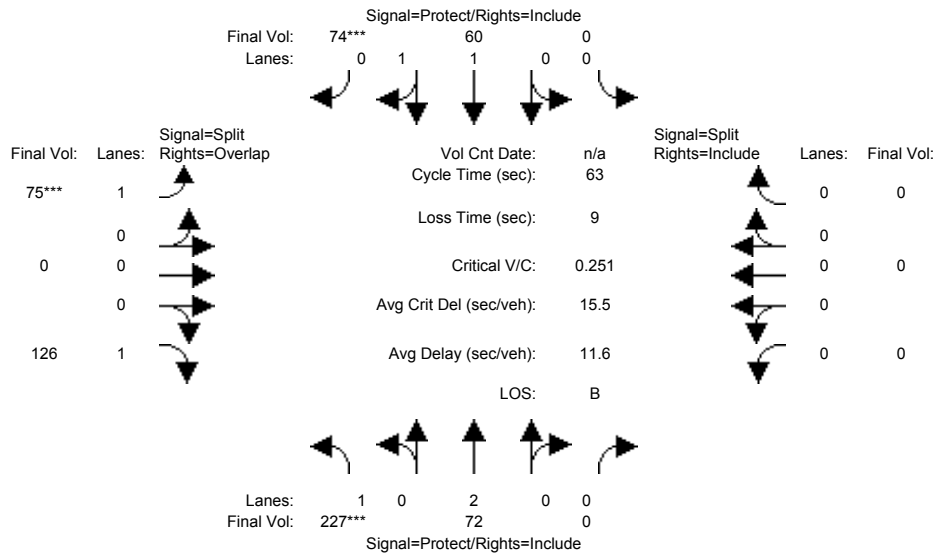 Signal=Protect/Rights=Include
Final Vol: 74*** 60 0
Lanes: 0 1 1 0 0
Signal=Split
Final Vol: Lanes: Rights=Overlap
Vol Cnt Date: n/a
Signal=Split
Rights=Include Lanes: Final Vol:
75*** 1
Cycle Time (sec): 63
0 0
0
Loss Time (sec): 9
0
0 0
Critical V/C: 0.251
0 0
0
Avg Crit Del (sec/veh): 15.5
0
126 1
Avg Delay (sec/veh): 11.6
0 0
LOS: B
Lanes: 1 0 2 0 0
Final Vol: 227*** 72 0
Signal=Protect/Rights=Include